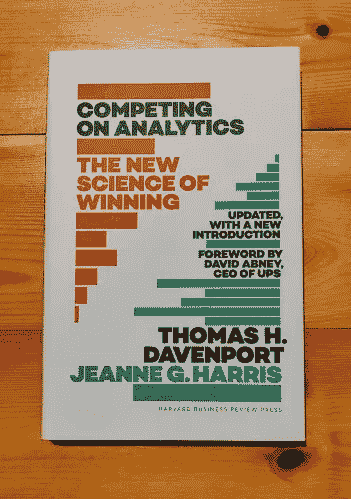 COMPETING
ON ANALYTICS
THE NEW
SCIENCE OF
WINNING
UPDATED,
WITH A NEW
INTRODUCTION
FOREWORD BY
DAVID ABNEY,
CEO OF UPS
THOMAS H.
DAVENPORT
JEANNE G. HARRIS
HARVARD BUSINESS REVIEW PRESS